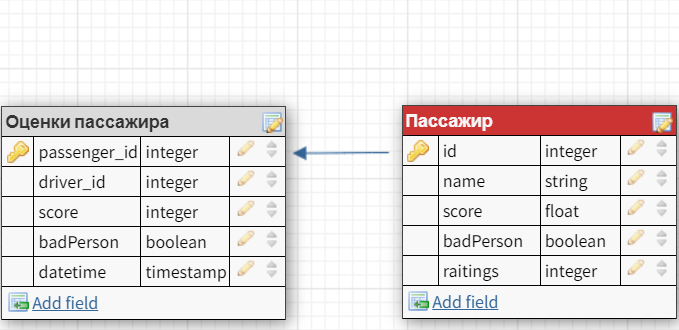 Оценки пассажира
passenger_id integer
driver_id integer
score integer
badPerson boolean
datetime timestamp
Add field
Пассажир
id integer
name string
score float
badPerson boolean
raitings integer
Add field